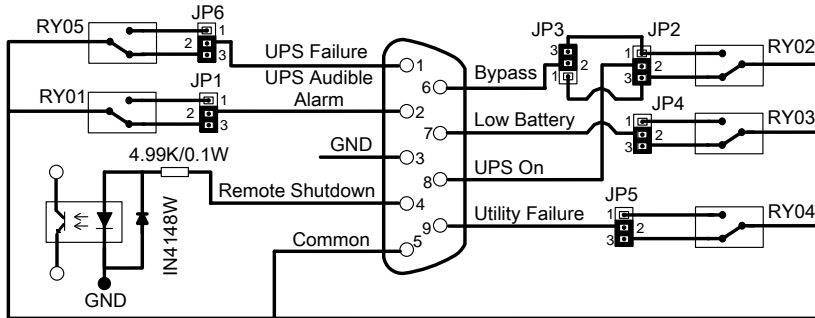 JP6
RY05
1
2
3
UPS Failure
1
JP1
UPS Audible
Alarm
RY01
1
2
3
2
GND
3
4.99K/0.1W
Remote Shutdown
4
IN4148W
Common
5
GND
JP3
JP2
3
2
1
1
2
3
RY02
6
Bypass
JP4
7
Low Battery
1
2
3
RY03
8
UPS On
JP5
9
Utility Failure
1
2
3
RY04